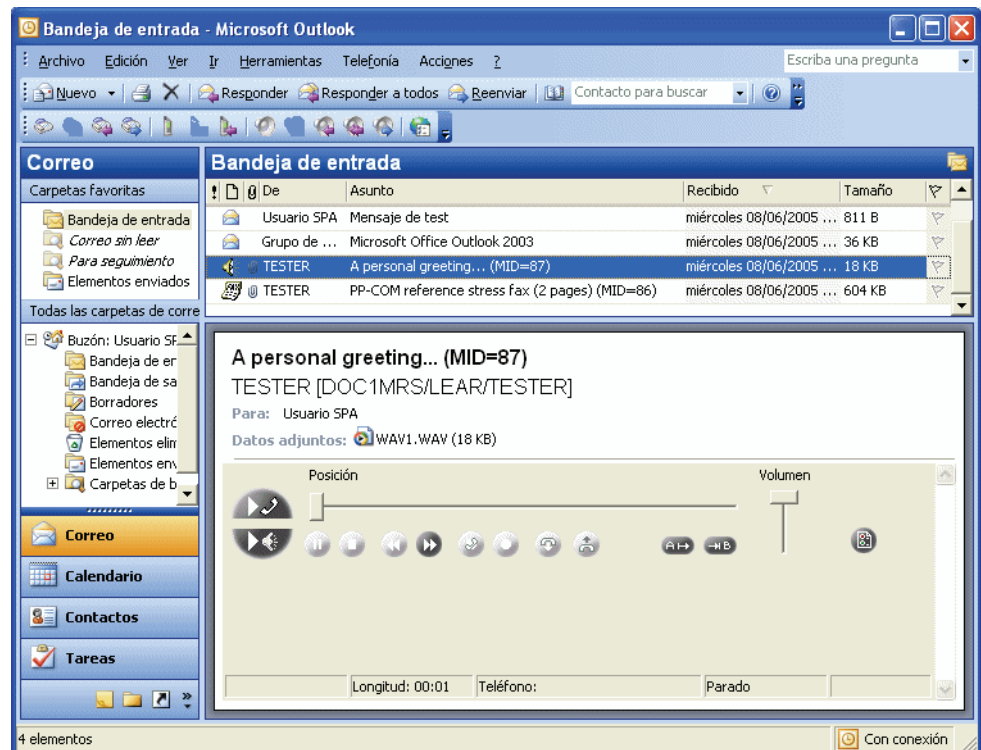 Bandeja de entrada - Microsoft Outlook
Archivo Edición Ver Ir Herramientas Telefonía Acciones ? Escriba una pregunta
Nuevo Responder Responder a todos Reenviar Contacto para buscar
Correo
Carpetas favoritas
Bandeja de entrada
Correo sin leer
Para seguimiento
Elementos enviados
Todas las carpetas de corre
Buzón: Usuario SF
Bandeja de er
Bandeja de sa
Borradores
Correo electró
Elementos elim
Elementos env
Carpetas de b
Correo
Calendario
Contactos
Tareas
Bandeja de entrada
De Asunto Recibido Tamaño
Usuario SPA Mensaje de test miércoles 08/06/2005 ... 811 B
Grupo de ... Microsoft Office Outlook 2003 miércoles 08/06/2005 ... 36 KB
TESTER A personal greeting... (MID=87) miércoles 08/06/2005 ... 18 KB
TESTER PP-COM reference stress fax (2 pages) (MID=86) miércoles 08/06/2005 ... 604 KB
A personal greeting... (MID=87)
TESTER [DOC1MRS/LEAR/TESTER]
Para: Usuario SPA
Datos adjuntos: WAV1.WAV (18 KB)
Posición Volumen
A B
Longitud: 00:01 Teléfono: Parado
4 elementos Con conexión